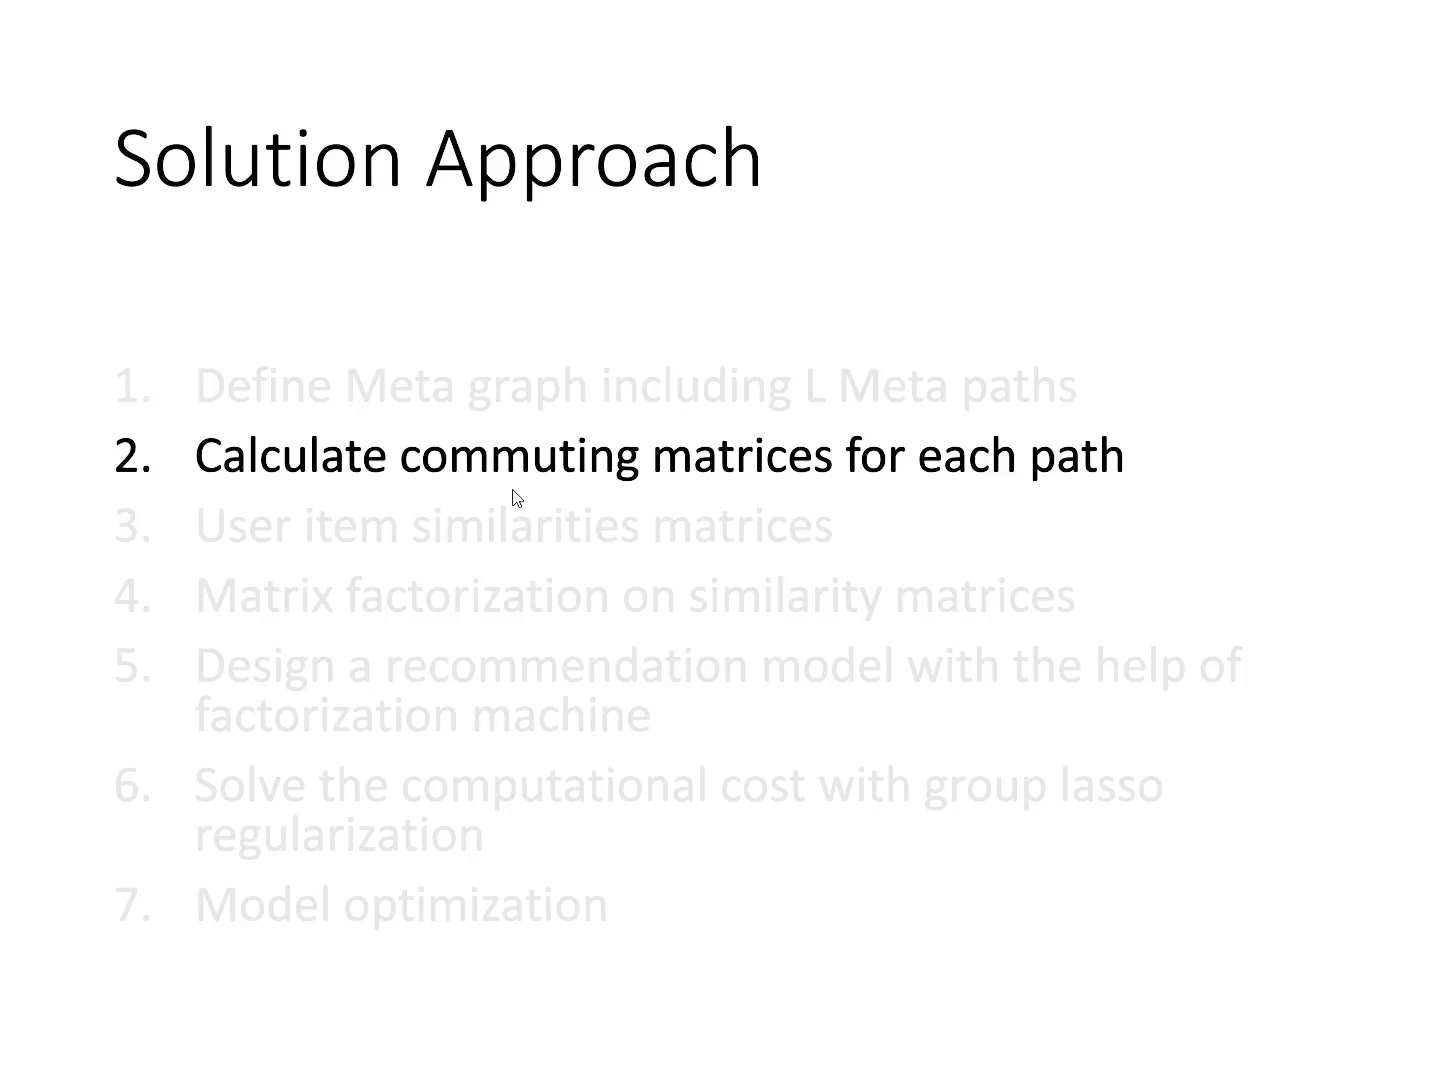 Solution Approach
1. Define Meta graph including L Meta paths
2. Calculate commuting matrices for each path
3. User item similarities matrices
4. Matrix factorization on similarity matrices
5. Design a recommendation model with the help of
factorization machine
6. Solve the computational cost with group lasso
regularization
7. Model optimization